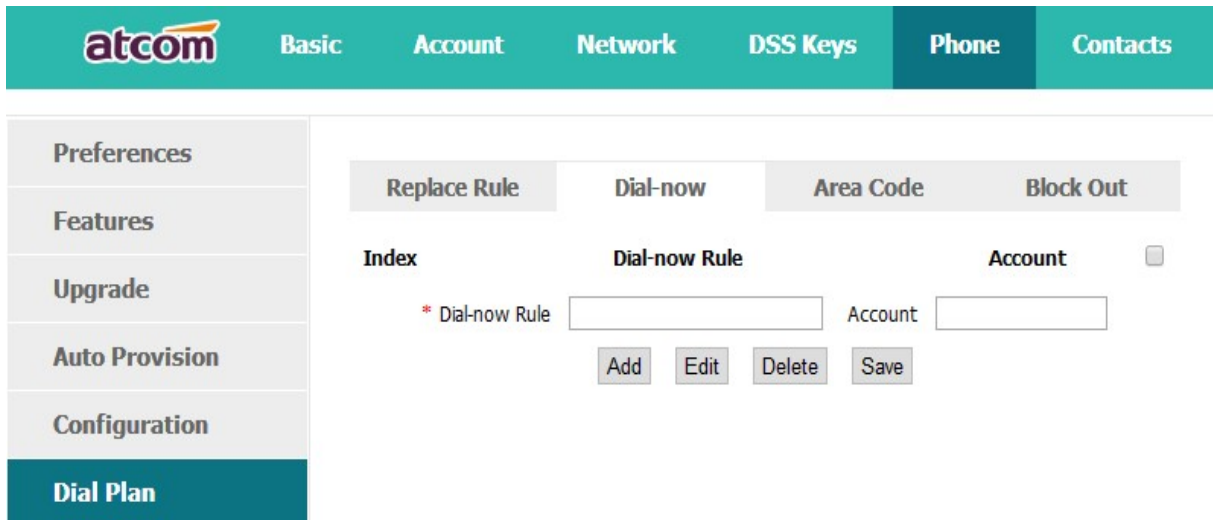 atcom Basic Account Network DSS Keys Phone Contacts
Preferences
Replace Rule Dial-now Area Code Block Out
Features
Index Dial-now Rule Account
Upgrade
* Dial-now Rule Account
Auto Provision
Add Edit Delete Save
Configuration
Dial Plan